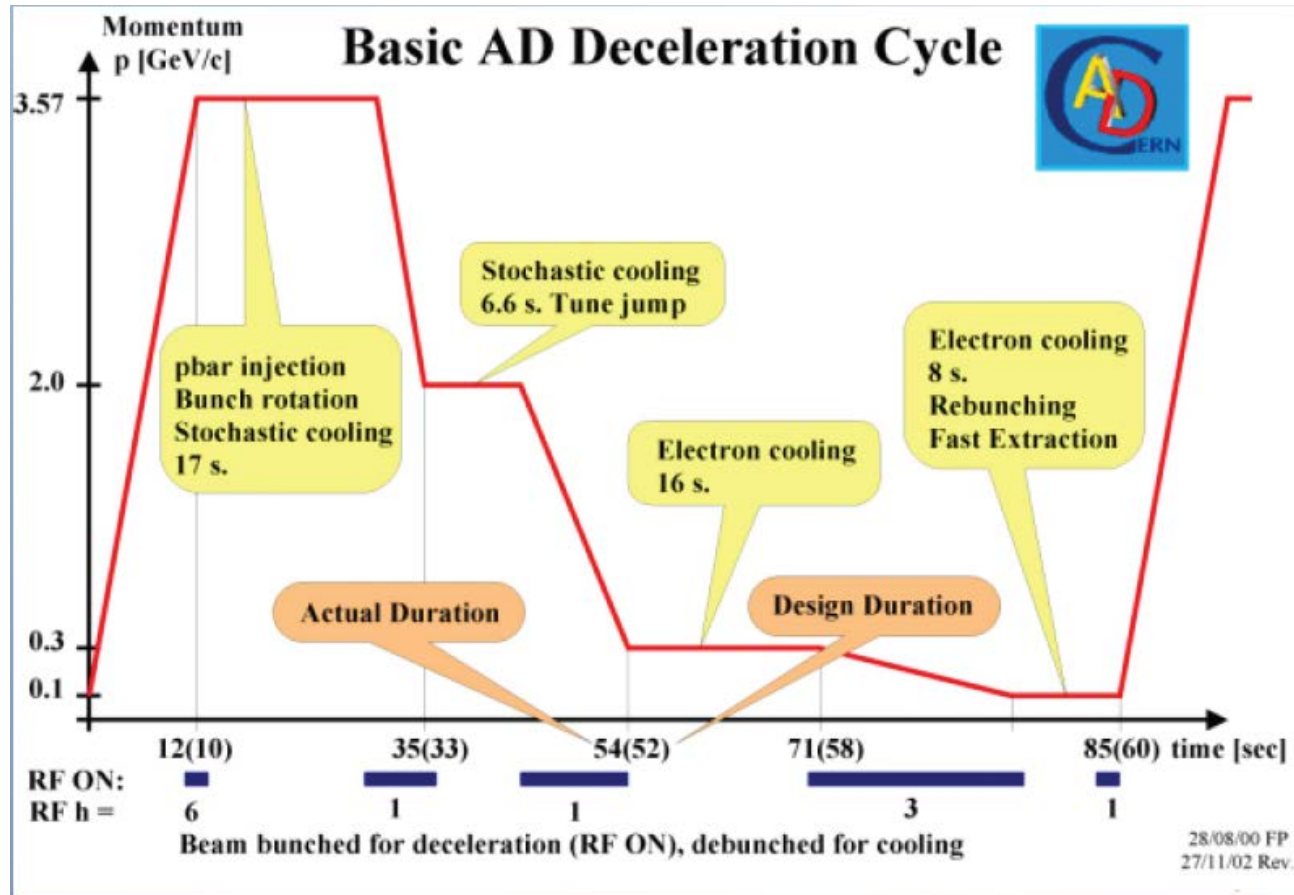 Basic AD Deceleration Cycle
Momentum
p [GeV/c]
C AD ERN
3.57
2.0
0.3
0.1
pbar injection
Bunch rotation
Stochastic cooling
17 s.
Stochastic cooling
6.6 s. Tune jump
Electron cooling
16 s.
Electron cooling
8 s.
Rebunching
Fast Extraction
Actual Duration
Design Duration
12(10) 35(33) 54(52) 71(58) 85(60) time [sec]
RF ON:
RF h = 6 1 1 3 1
Beam bunched for deceleration (RF ON), debunched for cooling
28/08/00 FP
27/11/02 Rev.